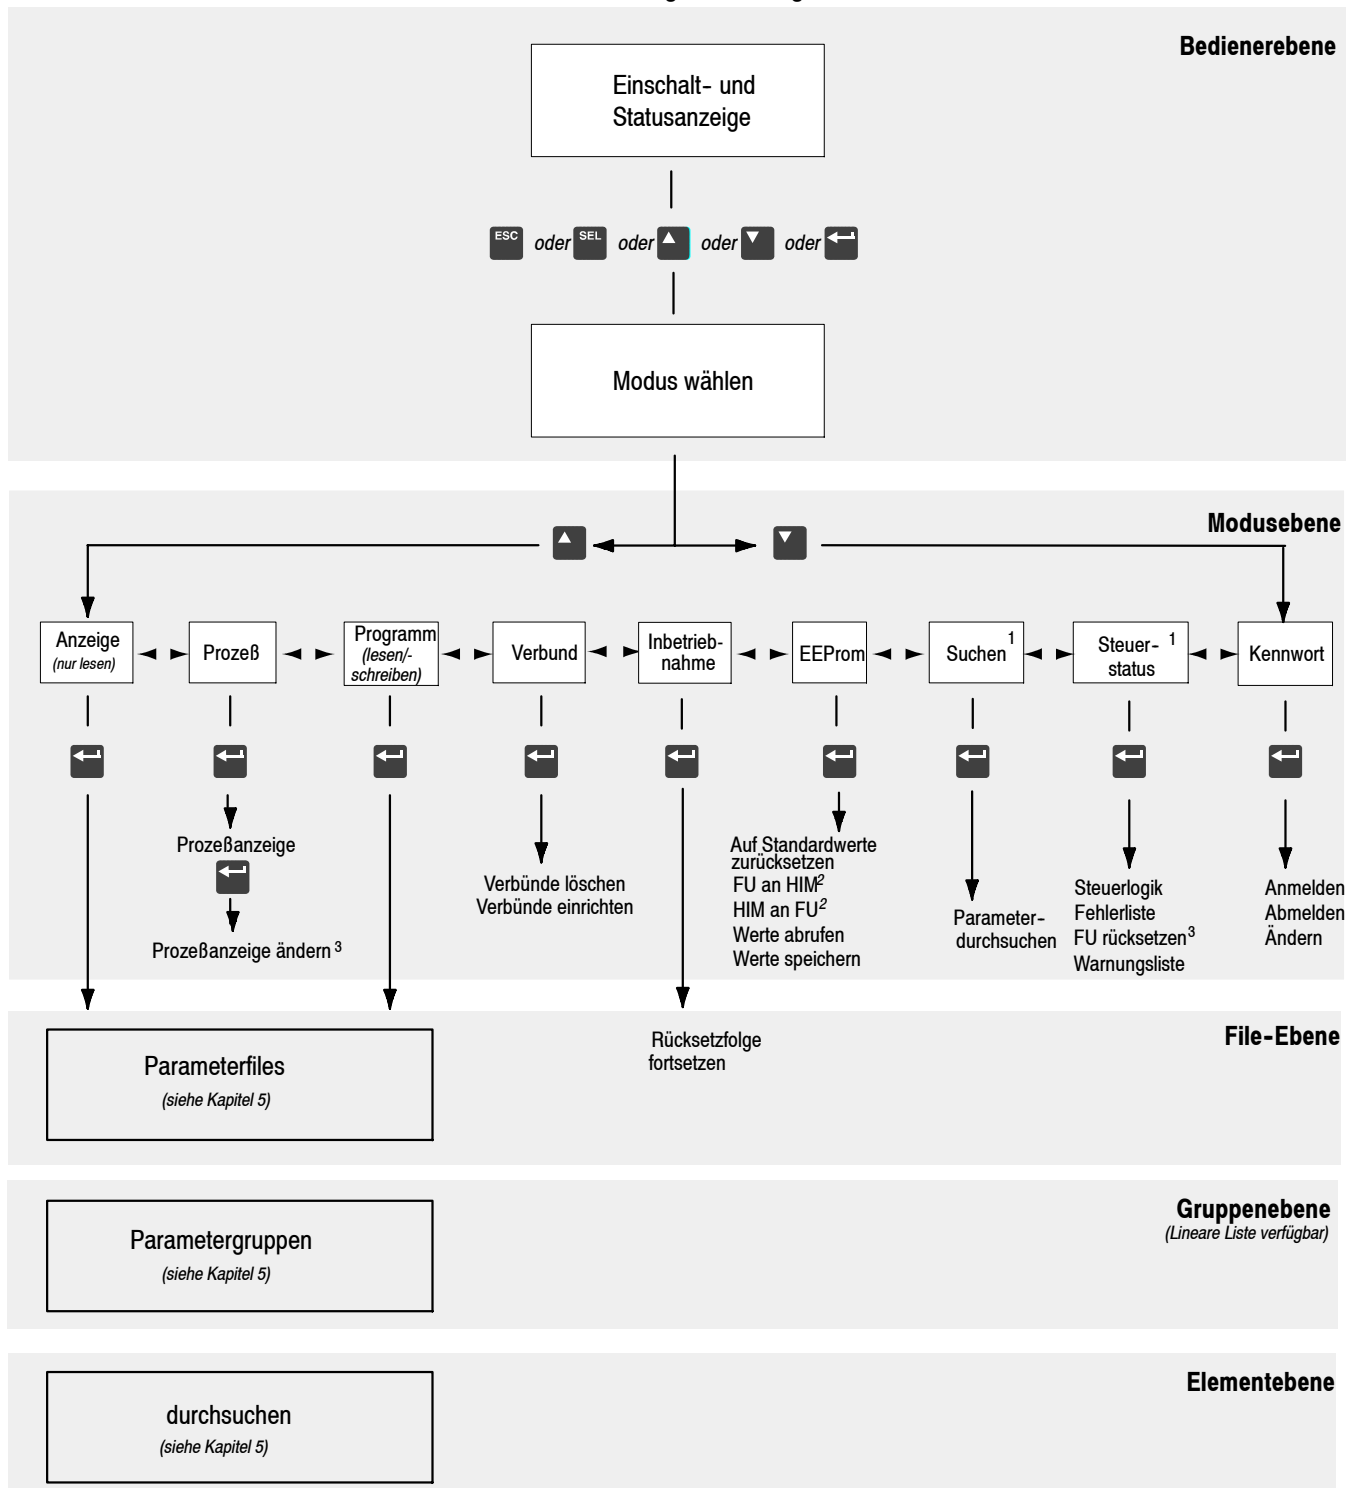 Bedienerebene
Einschalt- und
Statusanzeige
ESC oder SEL oder oder oder
Modus wählen
Modusebene
Anzeige
(nur lesen)
Prozeß
Programm
(lesen/-
schreiben)
Verbund
Inbetrieb-
nahme
EEProm
Suchen 1
Steuer- 1
status
Kennwort
Prozeßanzeige
Prozeßanzeige ändern 3
Verbünde löschen
Verbünde einrichten
Auf Standardwerte
zurücksetzen
FU an HIM2
HIM an FU2
Werte abrufen
Werte speichern
Parameter-
durchsuchen
Steuerlogik
Fehlerliste
FU rücksetzen3
Warnungsliste
Anmelden
Abmelden
Ändern
File-Ebene
Parameterfiles
(siehe Kapitel 5)
Rücksetzfolge
fortsetzen
Gruppenebene
(Lineare Liste verfügbar)
Parametergruppen
(siehe Kapitel 5)
Elementebene
durchsuchen
(siehe Kapitel 5)